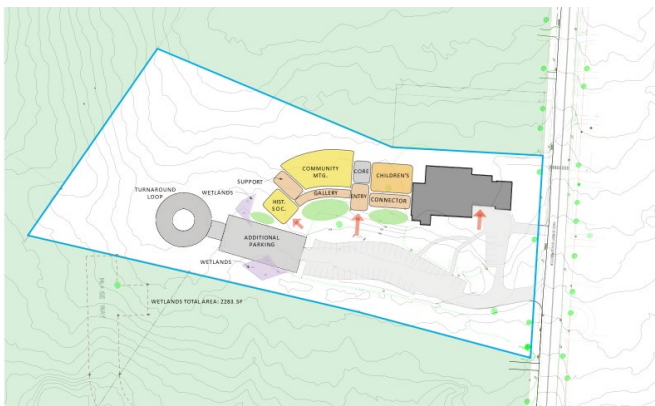 COMMUNITY
MTG.
CORE
CHILDREN'S
SUPPORT
TURNAROUND
LOOP
WETLANDS
HIST.
SOC.
GALLERY
ENTRY
CONNECTOR
ADDITIONAL
PARKING
WETLANDS
WETLANDS TOTAL AREA: 2283 SF